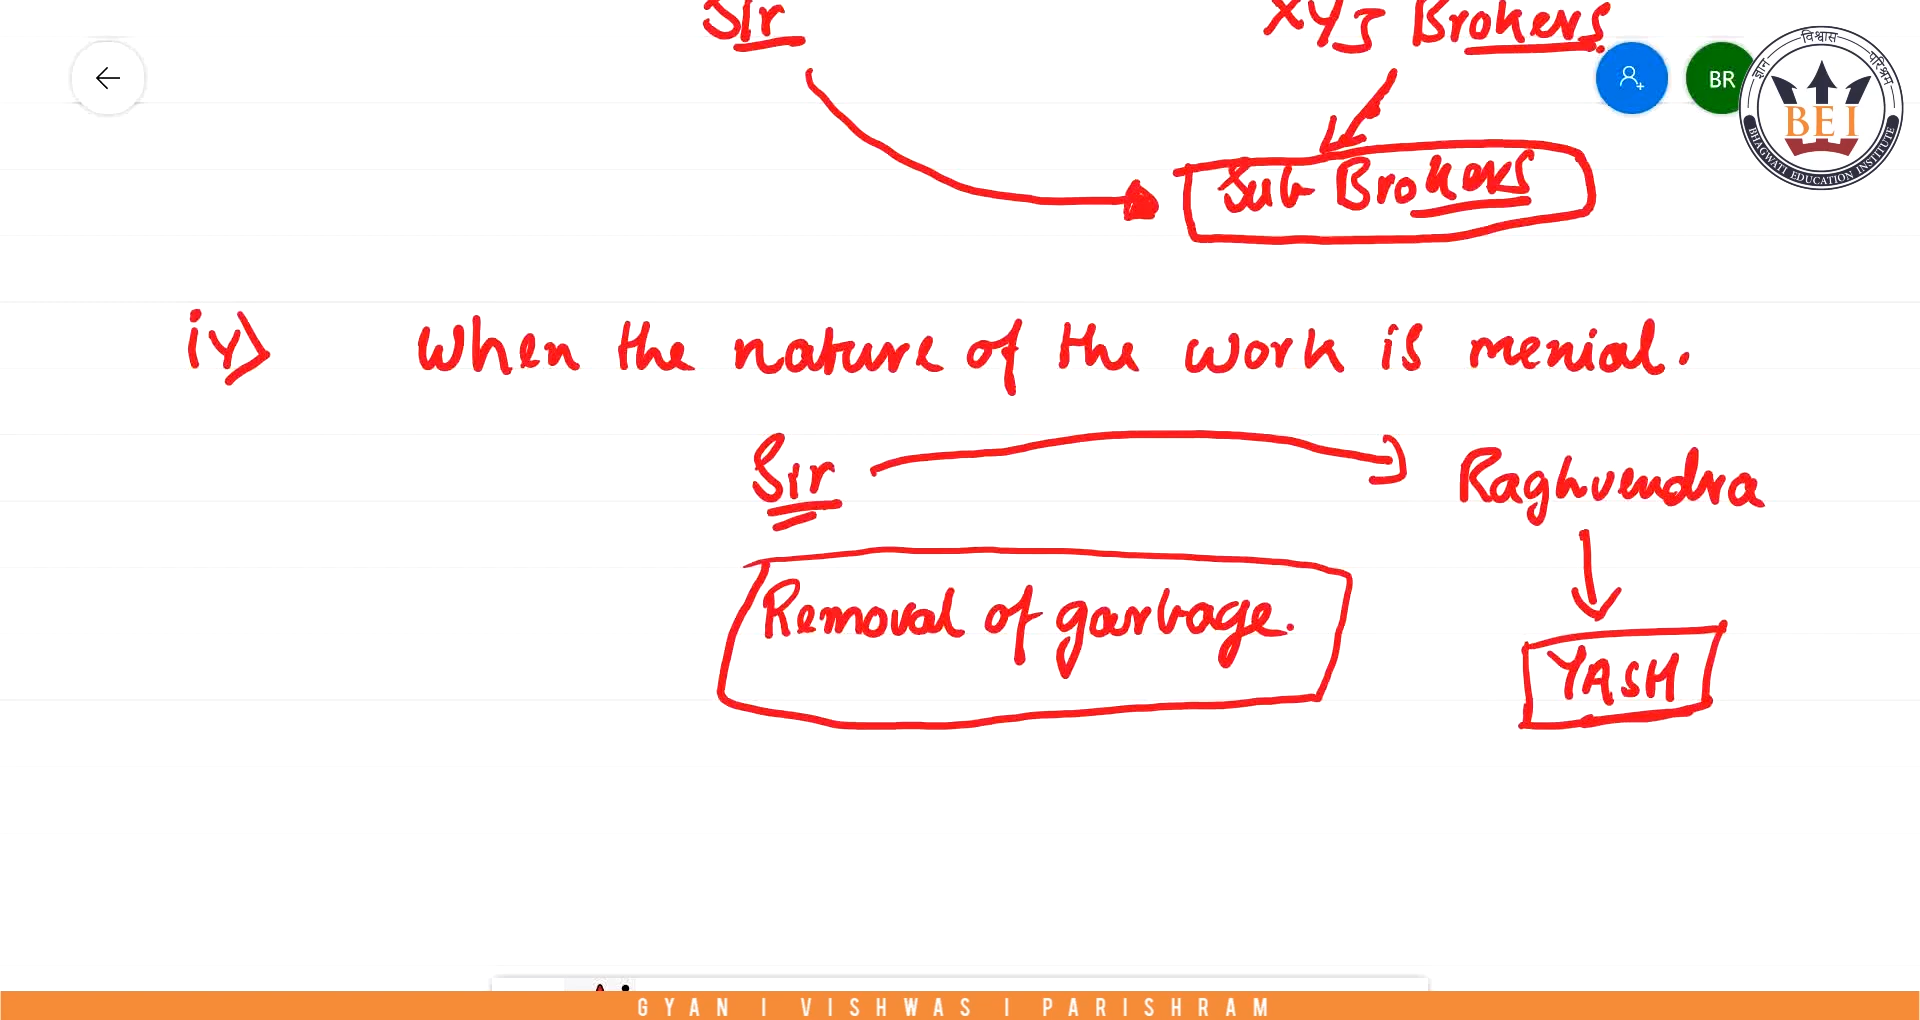 Sir XYZ Brokers
Sub Brokers
BR
विश्वास
ज्ञान
परिश्रम
BEI
BHAGWATI EDUCATION INSTITUTE
iv) When the nature of the work is menial.
Sir Raghvendra
Removal of garbage.
YASH
GYAN I VISHWAS I PARISHRAM